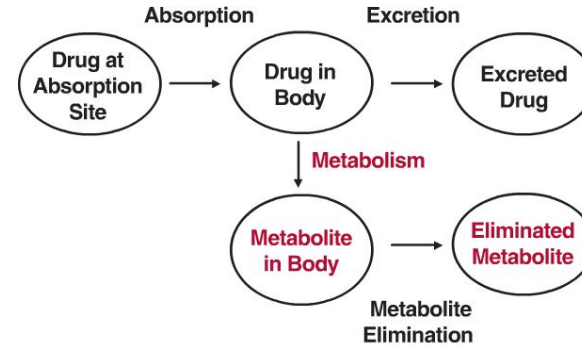 Absorption
Excretion
Drug at
Absorption
Site
Drug in
Body
Excreted
Drug
Metabolism
Metabolite
in Body
Eliminated
Metabolite
Metabolite
Elimination